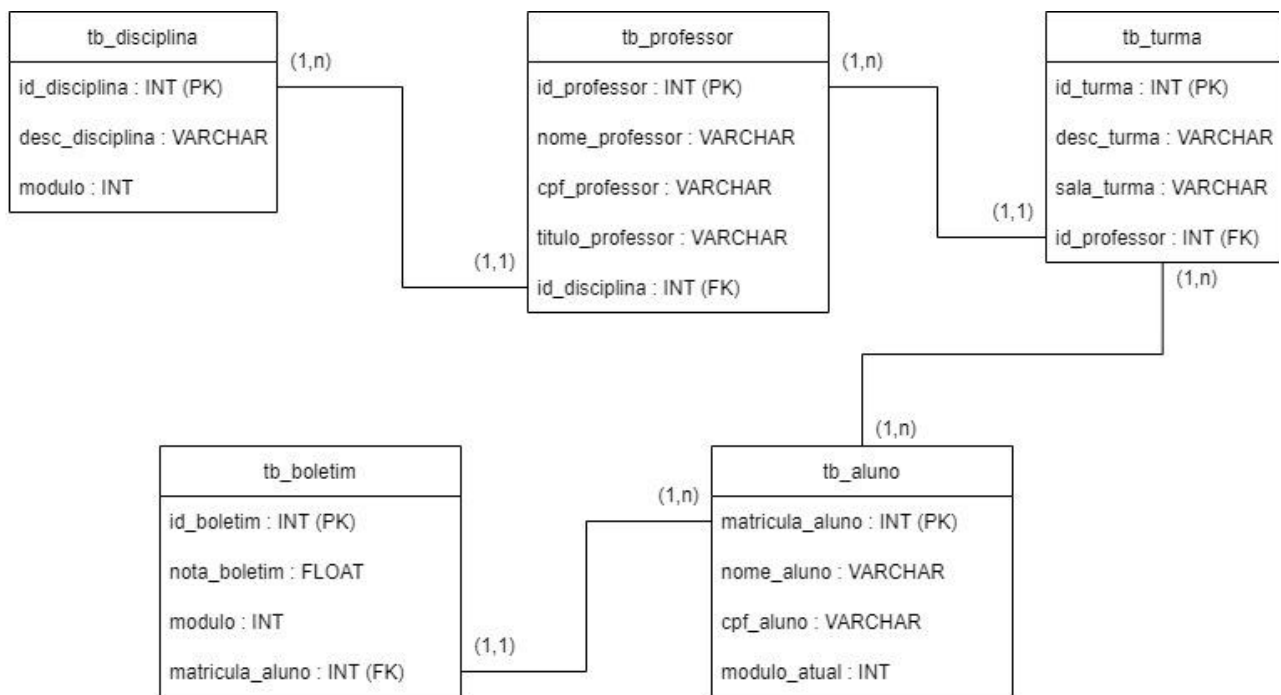 tb_disciplina
id_disciplina : INT (PK)
desc_disciplina : VARCHAR
modulo : INT
(1,n)
(1,1)
tb_professor
id_professor : INT (PK)
nome_professor : VARCHAR
cpf_professor : VARCHAR
titulo_professor : VARCHAR
id_disciplina : INT (FK)
(1,n)
(1,1)
tb_turma
id_turma : INT (PK)
desc_turma : VARCHAR
sala_turma : VARCHAR
id_professor : INT (FK)
(1,n)
(1,n)
tb_boletim
id_boletim : INT (PK)
nota_boletim : FLOAT
modulo : INT
matricula_aluno : INT (FK)
(1,1)
(1,n)
tb_aluno
matricula_aluno : INT (PK)
nome_aluno : VARCHAR
cpf_aluno : VARCHAR
modulo_atual : INT